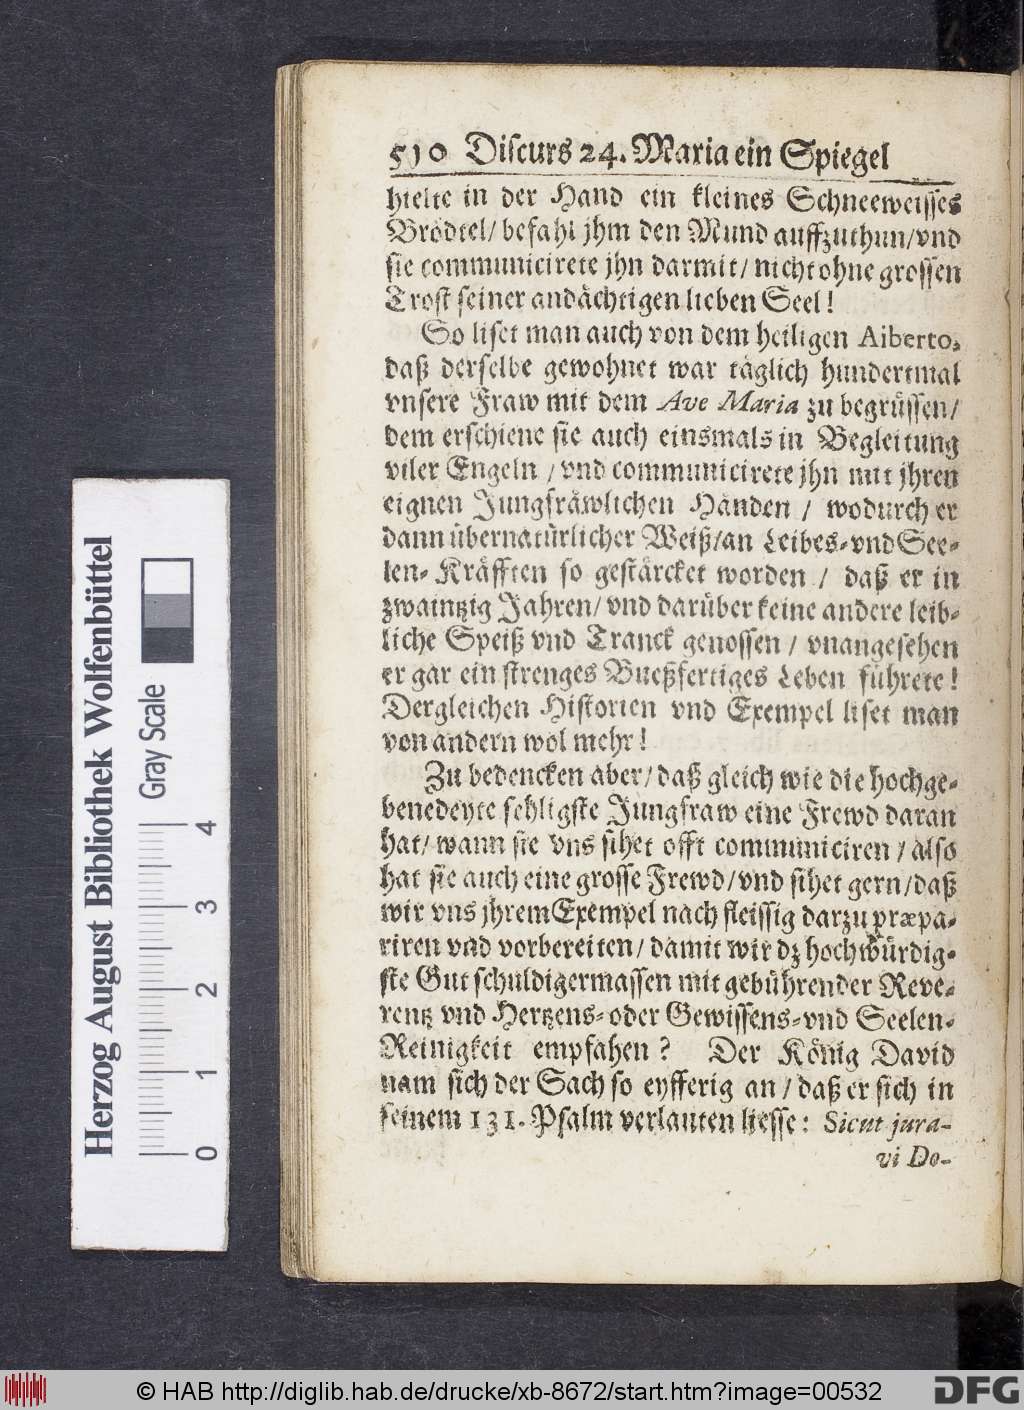 510 Discurs 24. Maria ein Spiegel
hielte in der Hand ein kleines Schneeweisses
Brödtel/ befahl jhm den Mund auffzuthun/ vnd
sie communicirete jhn darmit/ nicht ohne grossen
Trost seiner andächtigen lieben Seel!
So liset man auch von dem heiligen Aiberto,
daß derselbe gewohnet war täglich hundertmal
vnsere Fraw mit dem Ave Maria zu begrüssen/
dem erschiene sie auch einsmals in Begleitung
viler Engeln / vnd communicirete jhn mit jhren
eignen Jungfräwlichen Händen / wodurch er
dann übernatürlicher Weiß/ an Leibes- vnd See-
len- Kräfften so gestärcket worden / daß er in
zwaintzig Jahren/ vnd darüber keine andere leib-
liche Speiß vnd Tranck genossen / vnangesehen
er gar ein strenges Bueßfertiges Leben führete!
Dergleichen Historien vnd Exempel liset man
von andern wol mehr!
Zu bedencken aber/ daß gleich wie die hochge-
benedeyte sehligste Jungfraw eine Frewd daran
hat/ wann sie vns sihet offt communiciren / also
hat sie auch eine grosse Frewd/ vnd sihet gern/ daß
wir vns jhrem Exempel nach fleissig darzu præpa-
riren vnd vorbereiten/ damit wir dz hochwürdig-
ste Gut schuldigermassen mit gebührender Reve-
rentz vnd Hertzens- oder Gewissens- vnd Seelen-
Reinigkeit empfahen ? Der König David
nam sich der Sach so eyfferig an / daß er sich in
seinem 131. Psalm verlauten liesse: Sicut jura-
vi Do-
Herzog August Bibliothek Wolfenbüttel
Gray Scale
0 1 2 3 4
© HAB http://diglib.hab.de/drucke/xb-8672/start.htm?image=00532
DFG